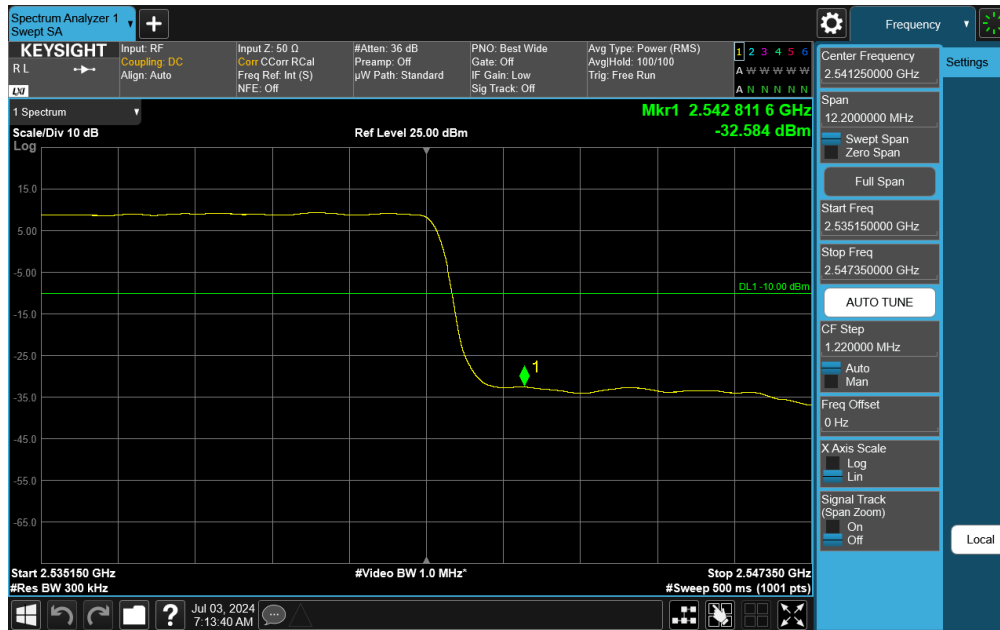 Spectrum Analyzer 1
Swept SA
+
Frequency
KEYSIGHT
R L
LXI
Input: RF
Coupling: DC
Align: Auto
Input Z: 50 Ω
Corr CCorr RCal
Freq Ref: Int (S)
NFE: Off
#Atten: 36 dB
Preamp: Off
µW Path: Standard
PNO: Best Wide
Gate: Off
IF Gain: Low
Sig Track: Off
Avg Type: Power (RMS)
Avg|Hold: 100/100
Trig: Free Run
1 2 3 4 5 6
A W W W W W
A N N N N N
1 Spectrum
Scale/Div 10 dB
Log
Ref Level 25.00 dBm
Mkr1 2.542 811 6 GHz
-32.584 dBm
15.0
5.00
-5.00
-15.0
-25.0
-35.0
-45.0
-55.0
-65.0
DL1 -10.00 dBm
1
Start 2.535150 GHz
#Res BW 300 kHz
#Video BW 1.0 MHz*
Stop 2.547350 GHz
#Sweep 500 ms (1001 pts)
Center Frequency
2.541250000 GHz
Span
12.2000000 MHz
Swept Span
Zero Span
Full Span
Start Freq
2.535150000 GHz
Stop Freq
2.547350000 GHz
AUTO TUNE
CF Step
1.220000 MHz
Auto
Man
Freq Offset
0 Hz
X Axis Scale
Log
Lin
Signal Track
(Span Zoom)
On
Off
Settings
Local
?
Jul 03, 2024
7:13:40 AM